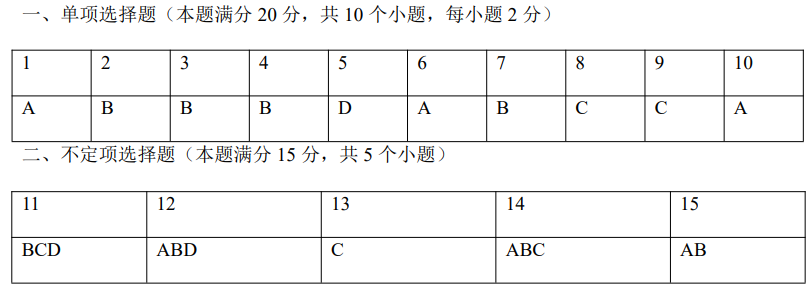 一、单项选择题（本题满分 20 分，共 10 个小题，每小题 2 分）
1 2 3 4 5 6 7 8 9 10
A B B B D A B C C A
二、不定项选择题（本题满分 15 分，共 5 个小题）
11 12 13 14 15
BCD ABD C ABC AB